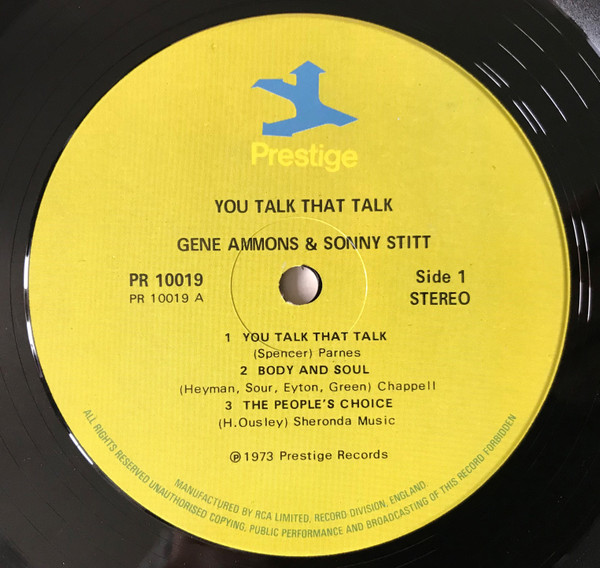 Prestige
YOU TALK THAT TALK
GENE AMMONS & SONNY STITT
PR 10019
PR 10019 A
Side 1
STEREO
1 YOU TALK THAT TALK
(Spencer) Parnes
2 BODY AND SOUL
(Heyman, Sour, Eyton, Green) Chappell
3 THE PEOPLE'S CHOICE
(H.Ousley) Sheronda Music
℗1973 Prestige Records
MANUFACTURED BY RCA LIMITED, RECORD DIVISION, ENGLAND.
ALL RIGHTS RESERVED UNAUTHORISED COPYING, PUBLIC PERFORMANCE AND BROADCASTING OF THIS RECORD FORBIDDEN